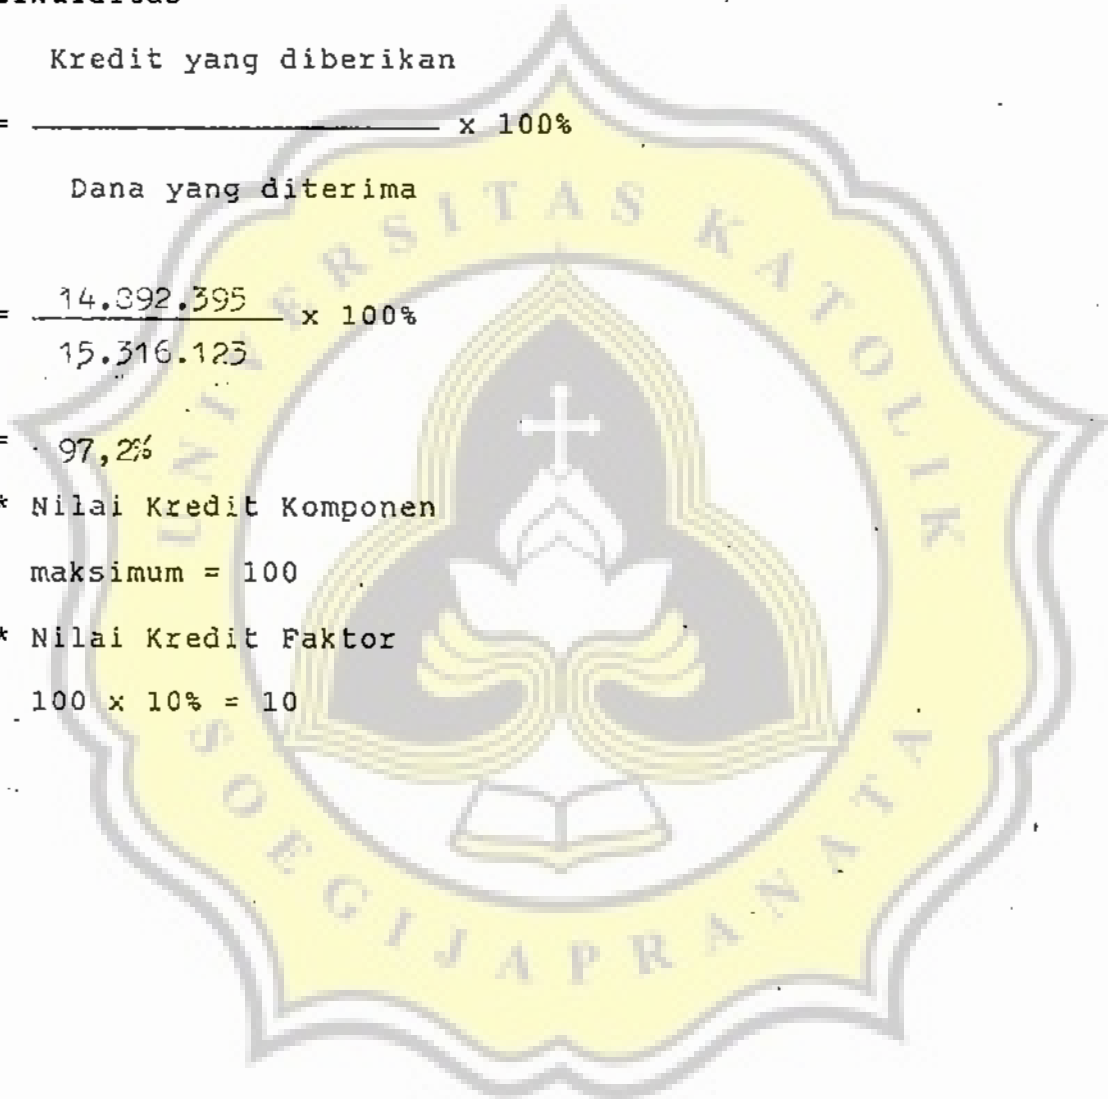 Kredit yang diberikan
= x 100%
Dana yang diterima
= 14.892.395 x 100%
15.316.123
= 97,2%
* Nilai Kredit Komponen
maksimum = 100
* Nilai Kredit Faktor
100 x 10% = 10
UNIVERSITAS KATOLIK
SOEGIJAPRANATA